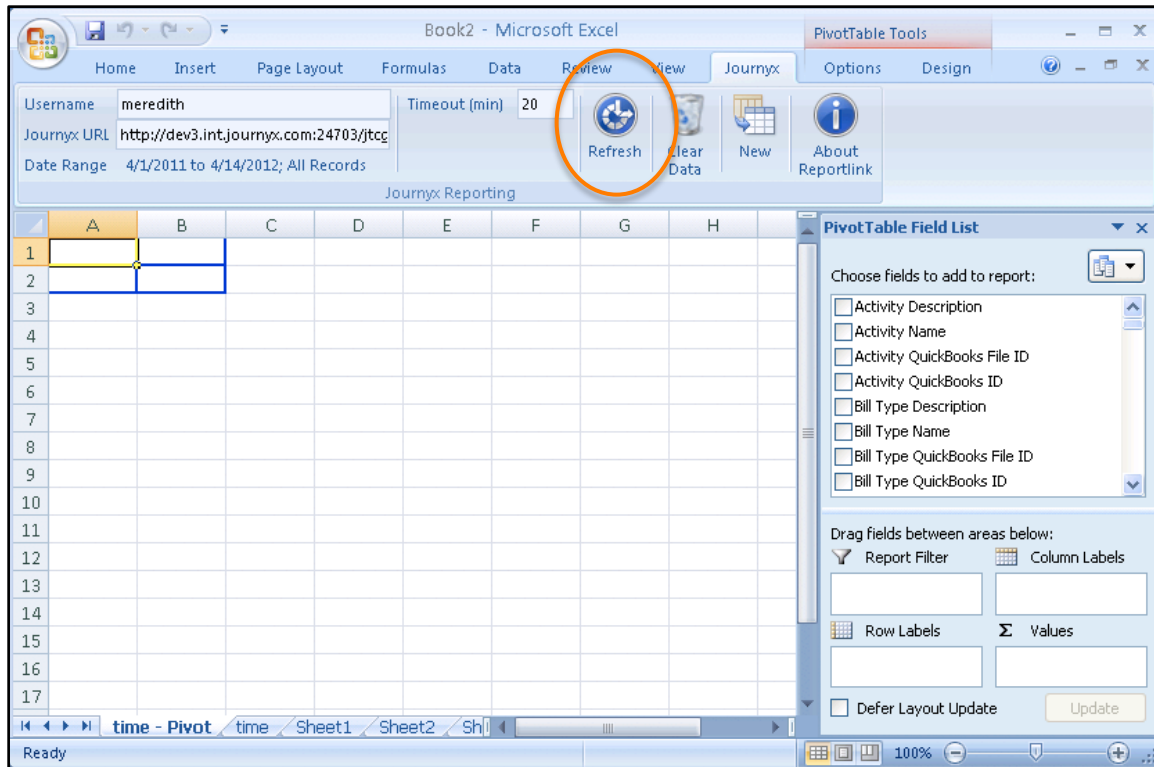 Book2 - Microsoft Excel
PivotTable Tools
Home Insert Page Layout Formulas Data Review View Journyx Options Design
Username meredith Timeout (min) 20
Journyx URL http://dev3.int.journyx.com:24703/jtcg
Date Range 4/1/2011 to 4/14/2012; All Records
Refresh Clear Data New About Reportlink
Journyx Reporting
A B C D E F G H
1
2
3
4
5
6
7
8
9
10
11
12
13
14
15
16
17
PivotTable Field List
Choose fields to add to report:
Activity Description
Activity Name
Activity QuickBooks File ID
Activity QuickBooks ID
Bill Type Description
Bill Type Name
Bill Type QuickBooks File ID
Bill Type QuickBooks ID
Drag fields between areas below:
Report Filter Column Labels
Row Labels Σ Values
Defer Layout Update Update
time - Pivot time Sheet1 Sheet2 Sh
Ready 100%